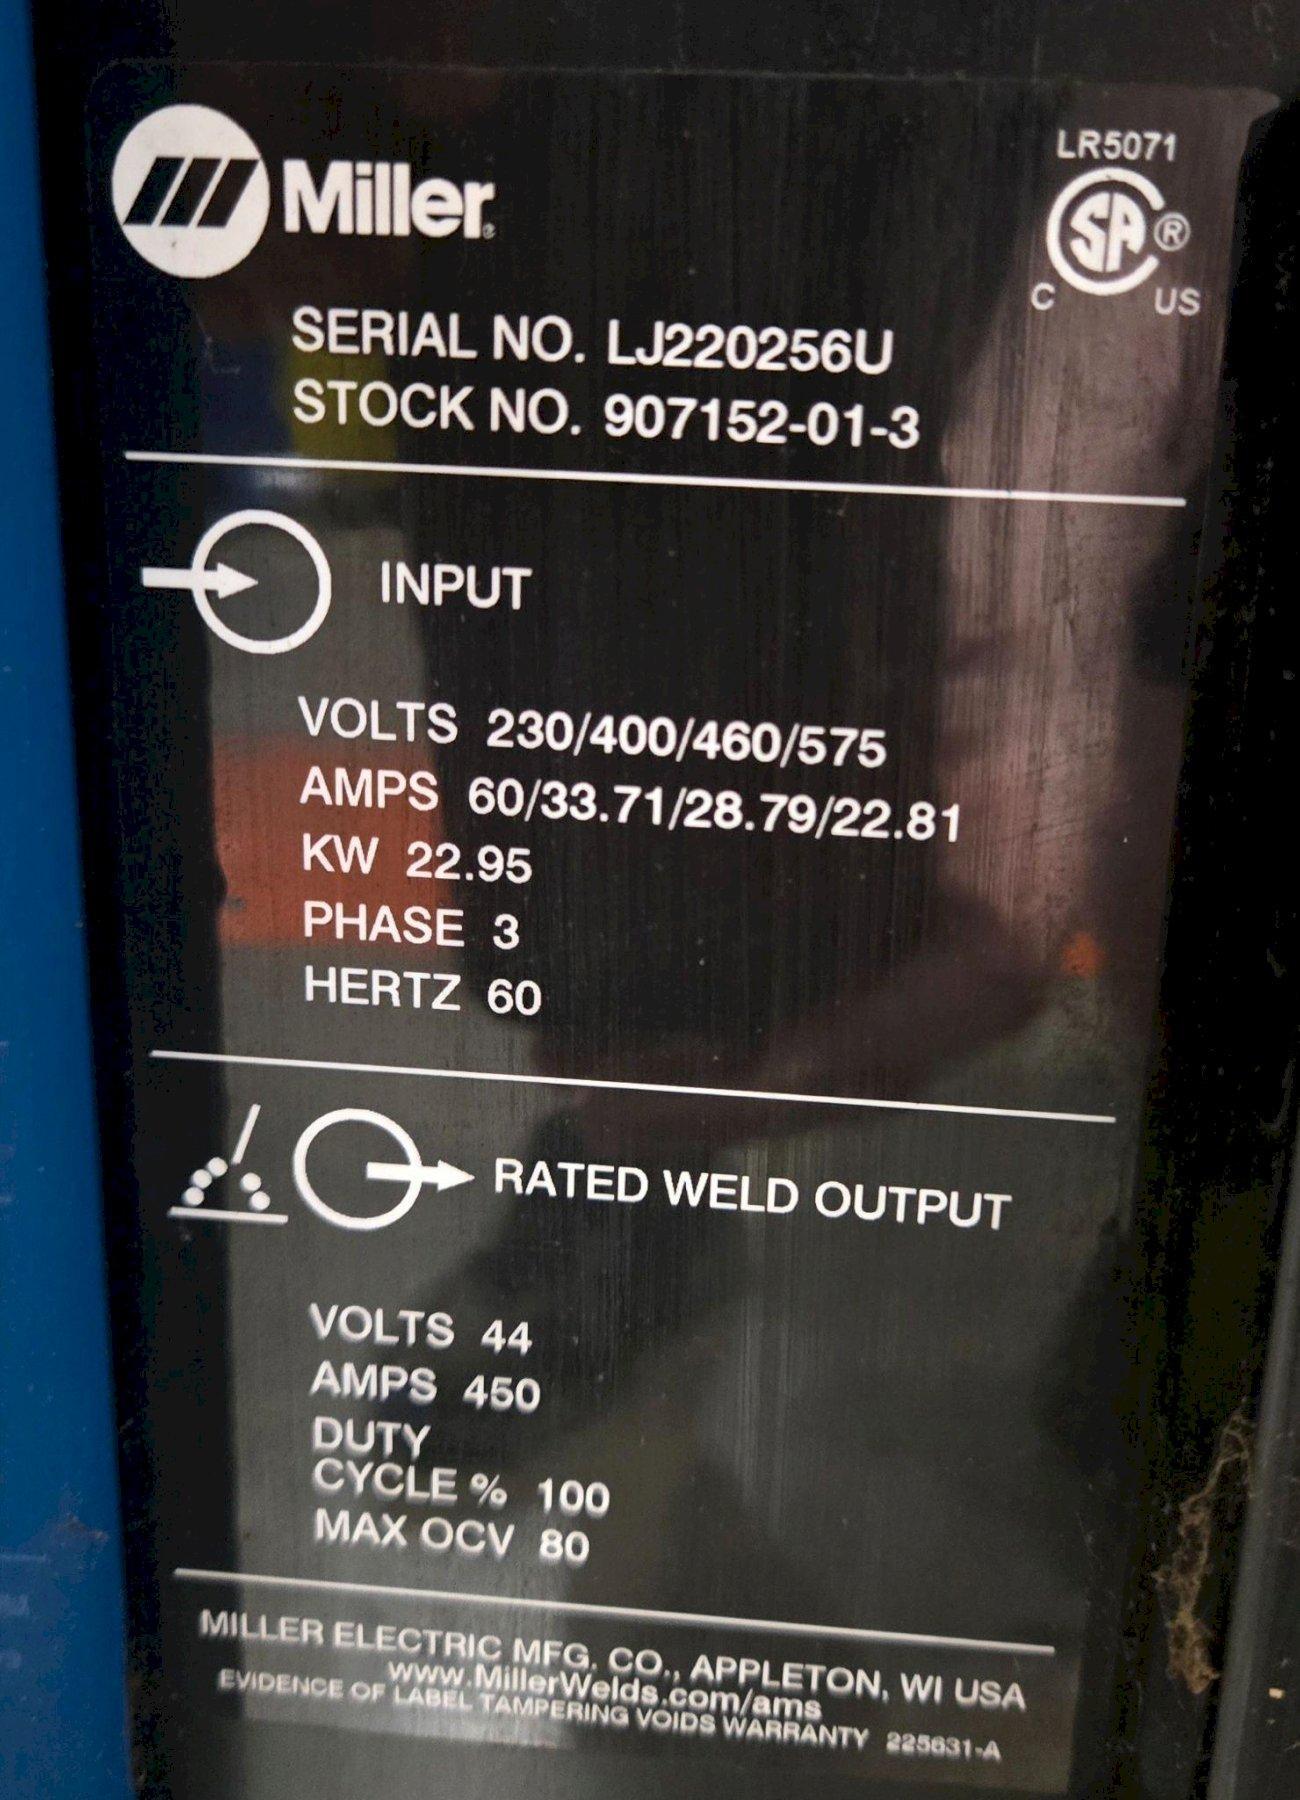 LR5071
Miller®
SA®
C US
SERIAL NO. LJ220256U
STOCK NO. 907152-01-3
INPUT
VOLTS 230/400/460/575
AMPS 60/33.71/28.79/22.81
KW 22.95
PHASE 3
HERTZ 60
RATED WELD OUTPUT
VOLTS 44
AMPS 450
DUTY
CYCLE % 100
MAX OCV 80
MILLER ELECTRIC MFG. CO., APPLETON, WI USA
www.MillerWelds.com/ams
EVIDENCE OF LABEL TAMPERING VOIDS WARRANTY 225631-A